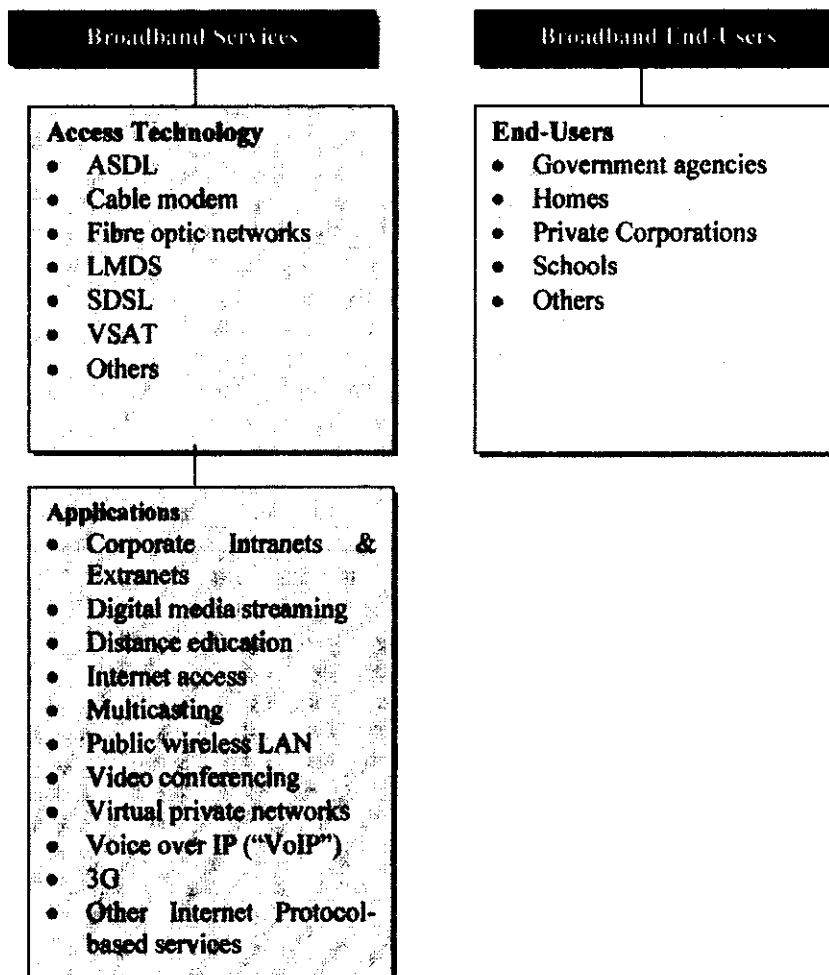 Broadband Services
Access Technology
• ASDL
• Cable modem
• Fibre optic networks
• LMDS
• SDSL
• VSAT
• Others
Applications
• Corporate Intranets &
Extranets
• Digital media streaming
• Distance education
• Internet access
• Multicasting
• Public wireless LAN
• Video conferencing
• Virtual private networks
• Voice over IP (“VoIP”)
• 3G
• Other Internet Protocol-
based services
Broadband End-Users
End-Users
• Government agencies
• Homes
• Private Corporations
• Schools
• Others